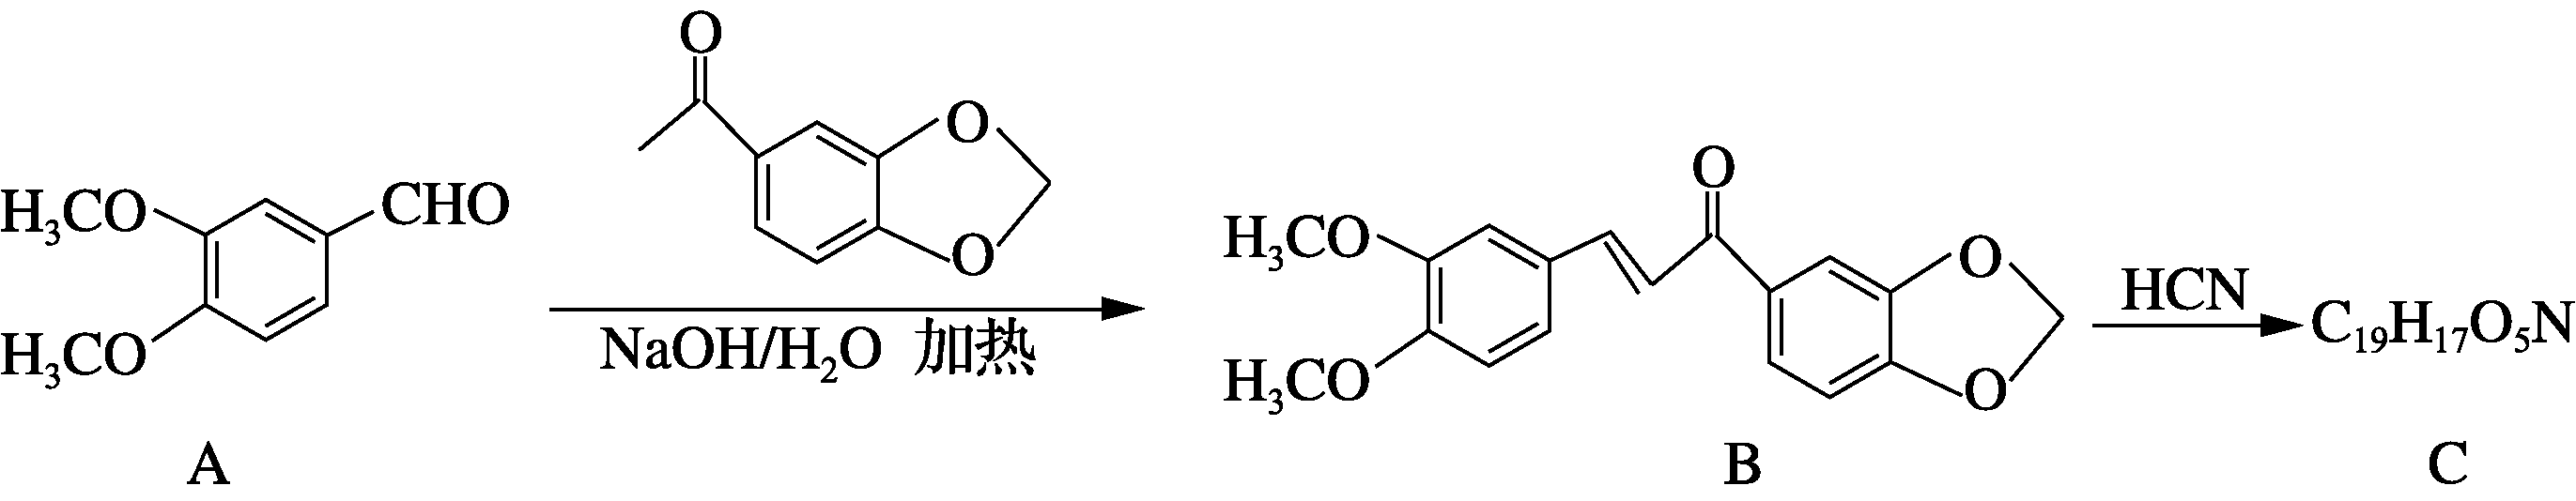 H₃CO
H₃CO
CHO
A
O
O
O
NaOH/H₂O 加热
H₃CO
H₃CO
O
O
O
B
HCN
C₁₉H₁₇O₅N
C